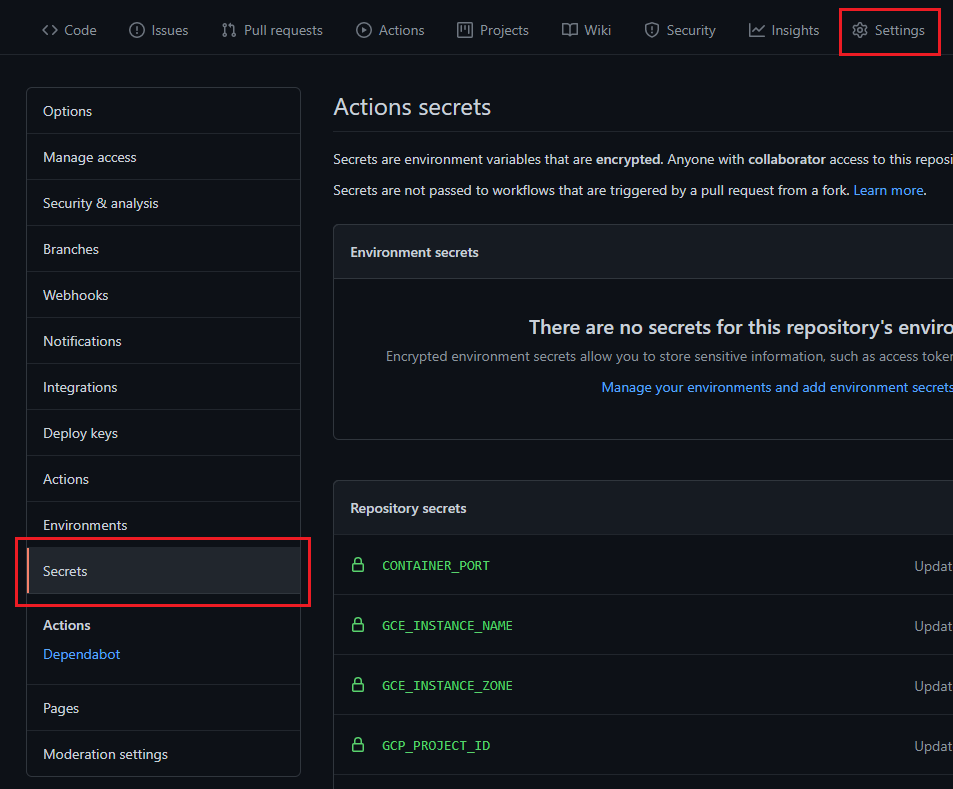 Code Issues Pull requests Actions Projects Wiki Security Insights Settings
Options
Manage access
Security & analysis
Branches
Webhooks
Notifications
Integrations
Deploy keys
Actions
Environments
Secrets
Actions
Dependabot
Pages
Moderation settings
Actions secrets
Secrets are environment variables that are encrypted. Anyone with collaborator access to this reposi
Secrets are not passed to workflows that are triggered by a pull request from a fork. Learn more.
Environment secrets
There are no secrets for this repository's enviro
Encrypted environment secrets allow you to store sensitive information, such as access token
Manage your environments and add environment secrets
Repository secrets
CONTAINER_PORT Updat
GCE_INSTANCE_NAME Updat
GCE_INSTANCE_ZONE Updat
GCP_PROJECT_ID Updat